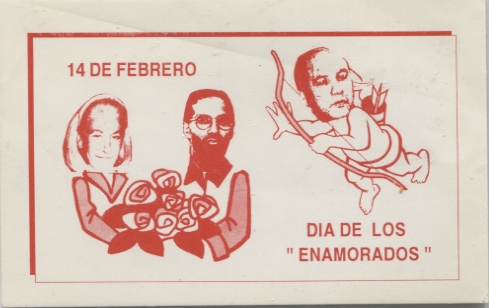 14 DE FEBRERO
DIA DE LOS
" ENAMORADOS "